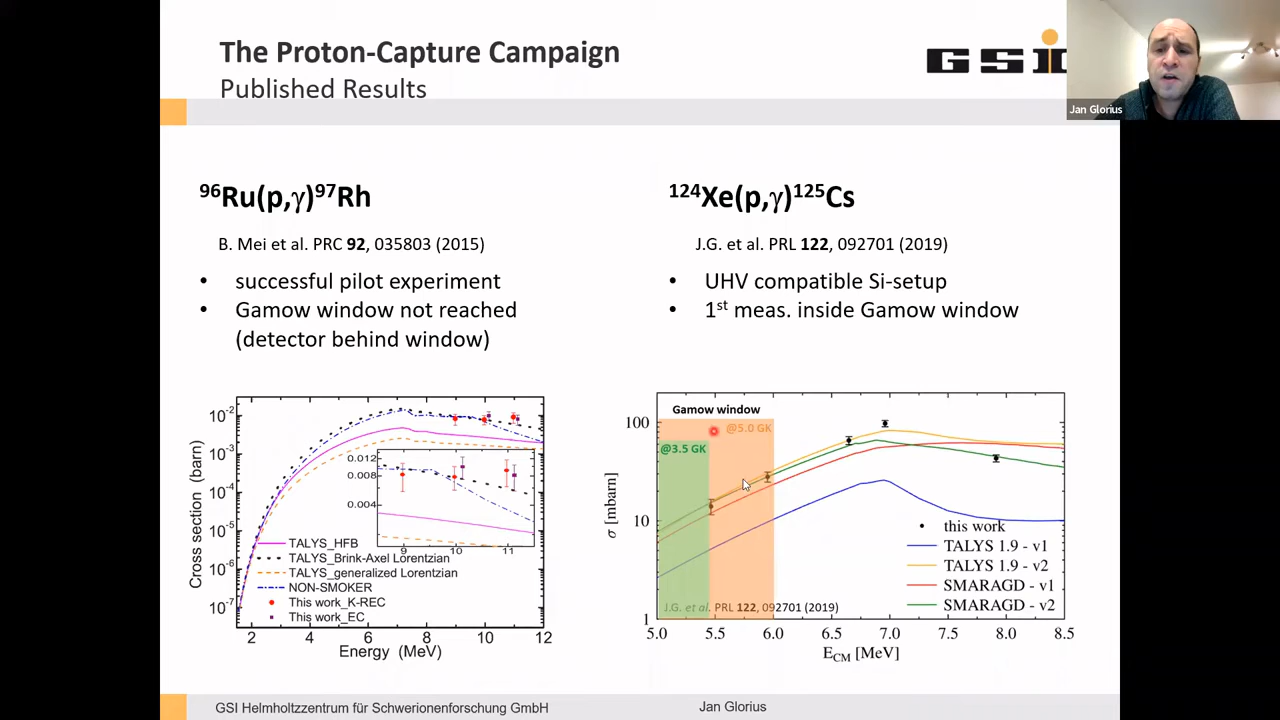 The Proton-Capture Campaign
Published Results
GSI
Jan Glorius
⁹⁶Ru(p,γ)⁹⁷Rh
B. Mei et al. PRC 92, 035803 (2015)
• successful pilot experiment
• Gamow window not reached
(detector behind window)
¹²⁴Xe(p,γ)¹²⁵Cs
J.G. et al. PRL 122, 092701 (2019)
• UHV compatible Si-setup
• 1ˢᵗ meas. inside Gamow window
Cross section (barn)
10⁻²
10⁻³
10⁻⁴
10⁻⁵
10⁻⁶
10⁻⁷
0.012
0.008
0.004
9 10 11
TALYS_HFB
TALYS_Brink-Axel Lorentzian
TALYS_generalized Lorentzian
NON-SMOKER
This work_K-REC
This work_EC
2 4 6 8 10 12
Energy (MeV)
σ [mbarn]
100
10
1
Gamow window
@5.0 GK
@3.5 GK
this work
TALYS 1.9 - v1
TALYS 1.9 - v2
SMARAGD - v1
SMARAGD - v2
J.G. et al. PRL 122, 092701 (2019)
5.0 5.5 6.0 6.5 7.0 7.5 8.0 8.5
E_CM [MeV]
GSI Helmholtzzentrum für Schwerionenforschung GmbH
Jan Glorius